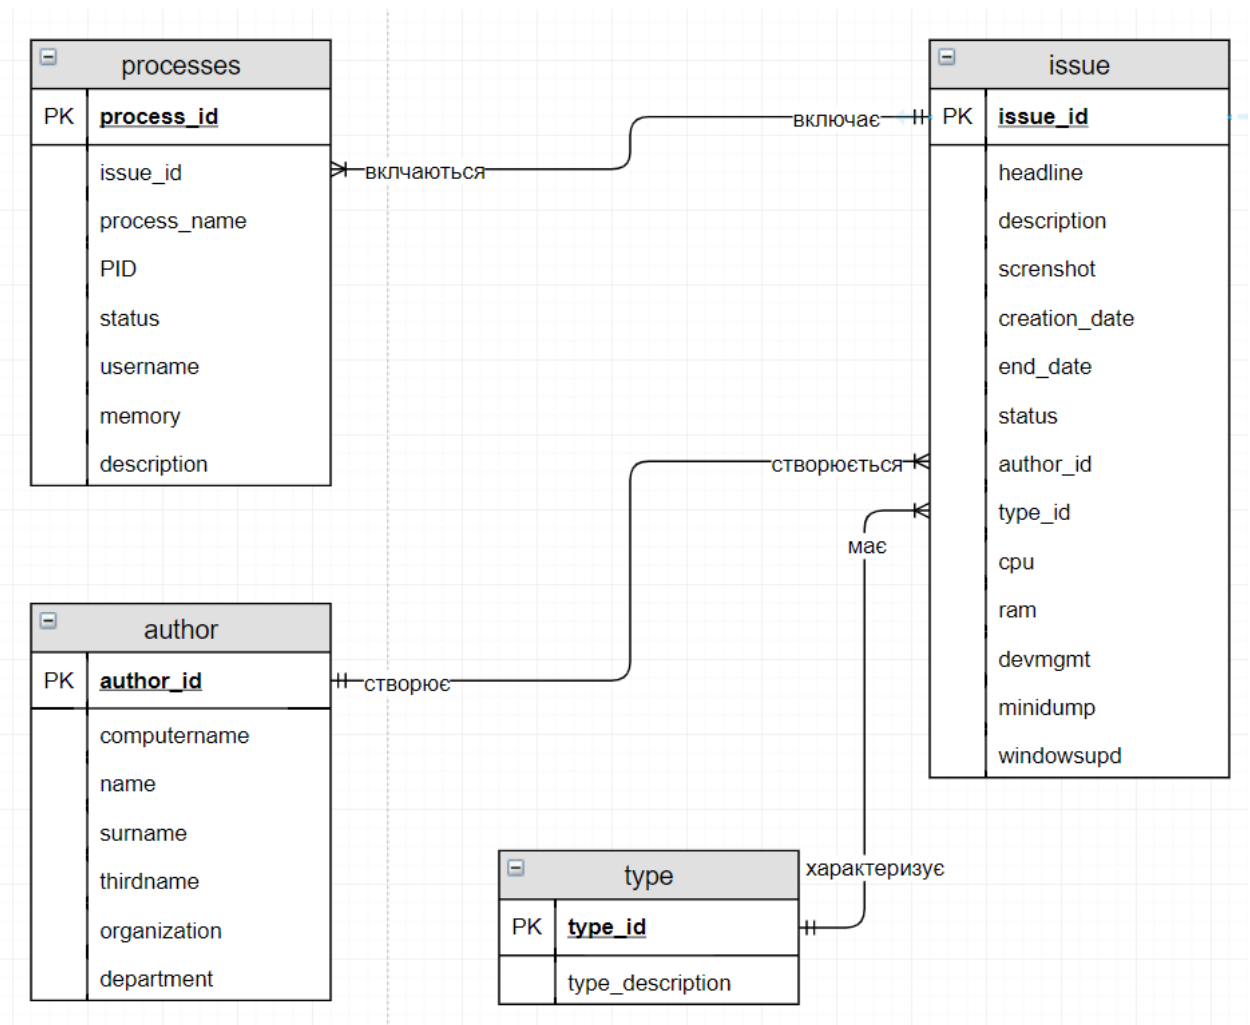 processes
PK process_id
issue_id
process_name
PID
status
username
memory
description
вклчаються
включає
issue
PK issue_id
headline
description
screnshot
creation_date
end_date
status
author_id
type_id
cpu
ram
devmgmt
minidump
windowsupd
створюється
має
author
PK author_id
computername
name
surname
thirdname
organization
department
створює
type
PK type_id
type_description
характеризує